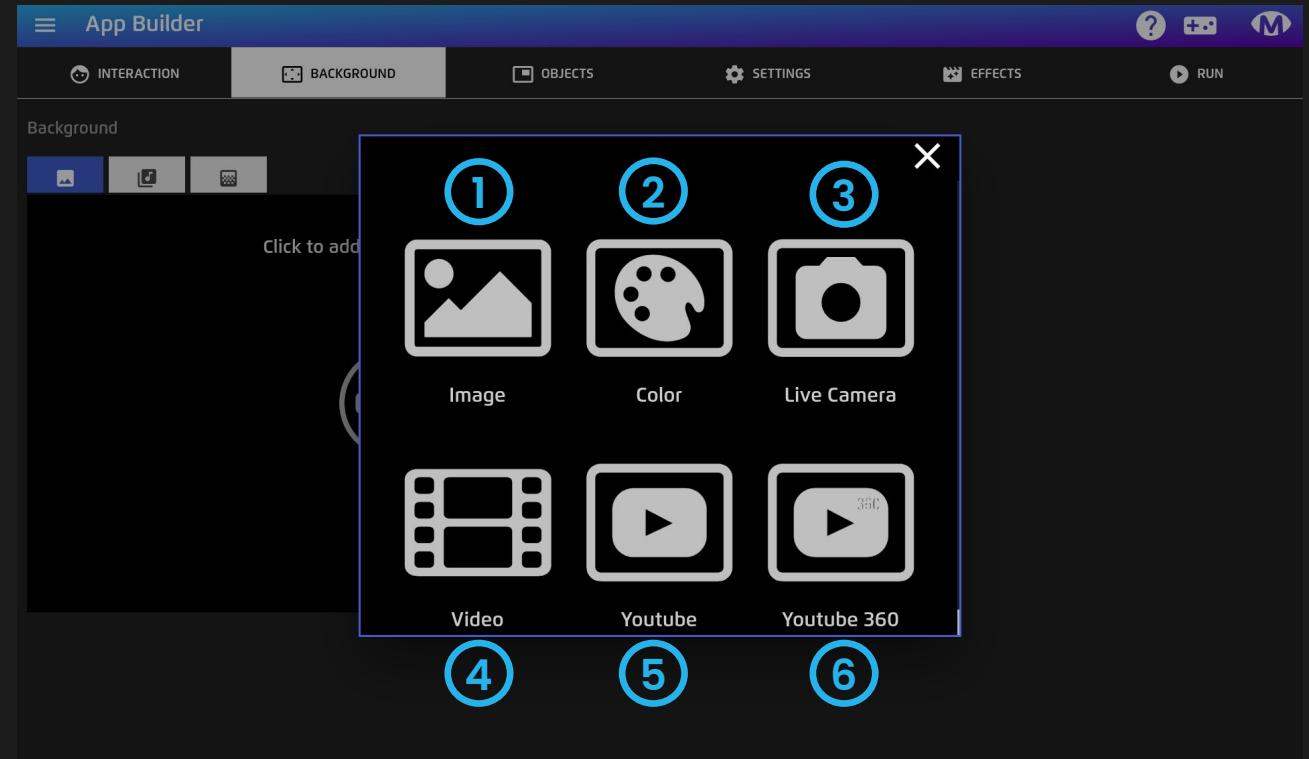 App Builder
?
M
INTERACTION
BACKGROUND
OBJECTS
SETTINGS
EFFECTS
RUN
Background
Click to add
1
2
3
Image
Color
Live Camera
360
Video
Youtube
Youtube 360
4
5
6